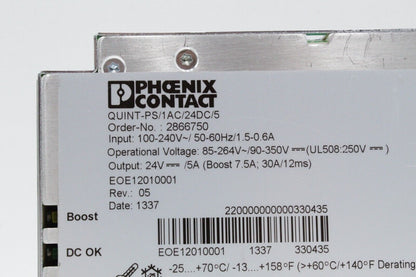 PHŒNIX
CONTACT
QUINT-PS/1AC/24DC/5
Order-No. : 2866750
Input: 100-240V~/ 50-60Hz/1.5-0.6A
Operational Voltage: 85-264V~/90-350V ⎓(UL508:250V ⎓)
Output: 24V ⎓ /5A (Boost 7.5A; 30A/12ms)
EOE12010001
Rev.: 05
Date: 1337
220000000000330435
Boost
DC OK
EOE12010001 1337 330435
-25....+70°C/ -13....+158°F (>+60°C/+140°F Derating